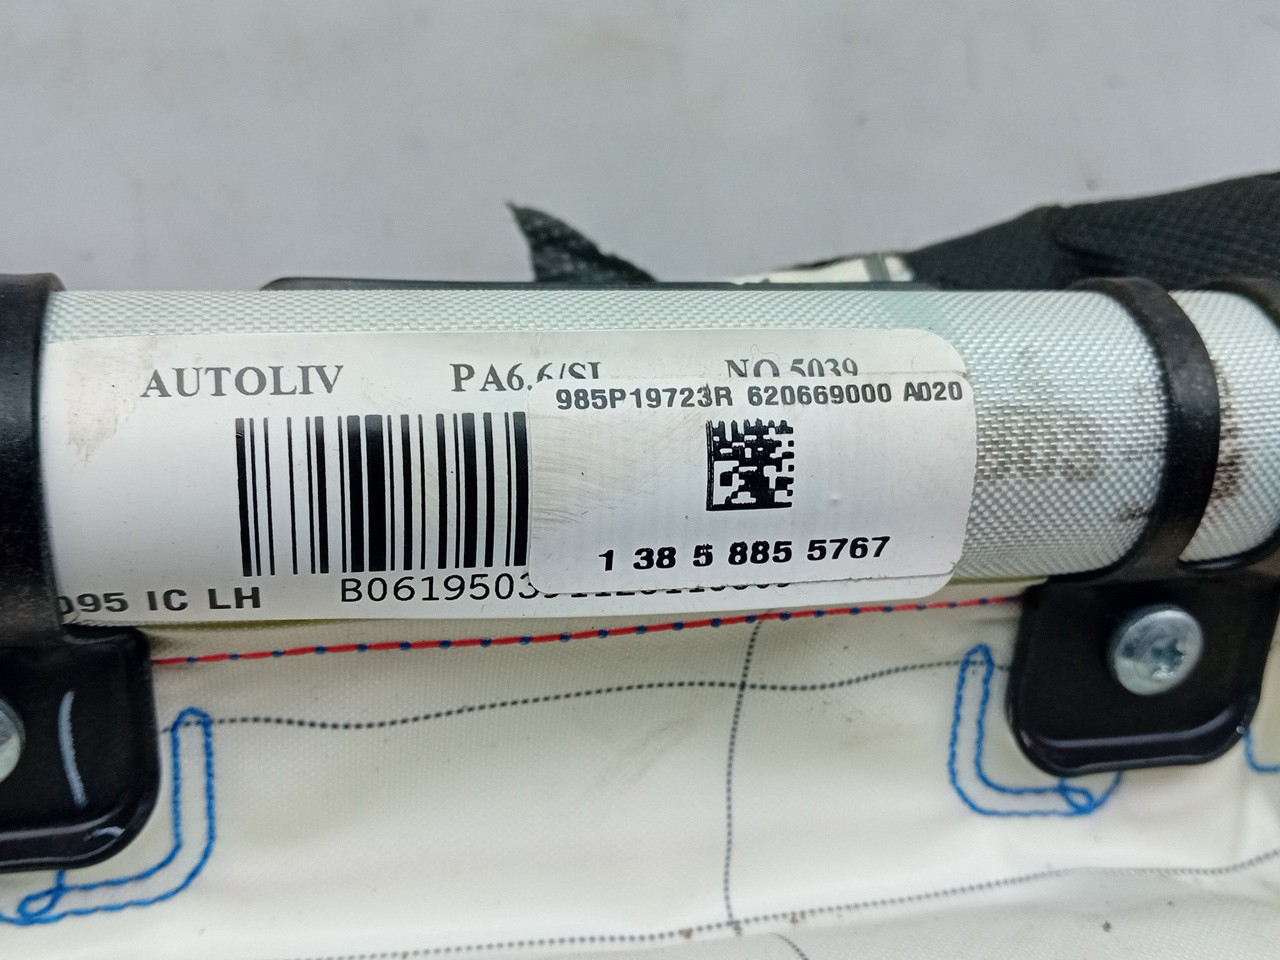 AUTOLIV PA6.6/SI NO 5039
985P19723R 620669000 A020
1 38 5 885 5767
095 IC LH